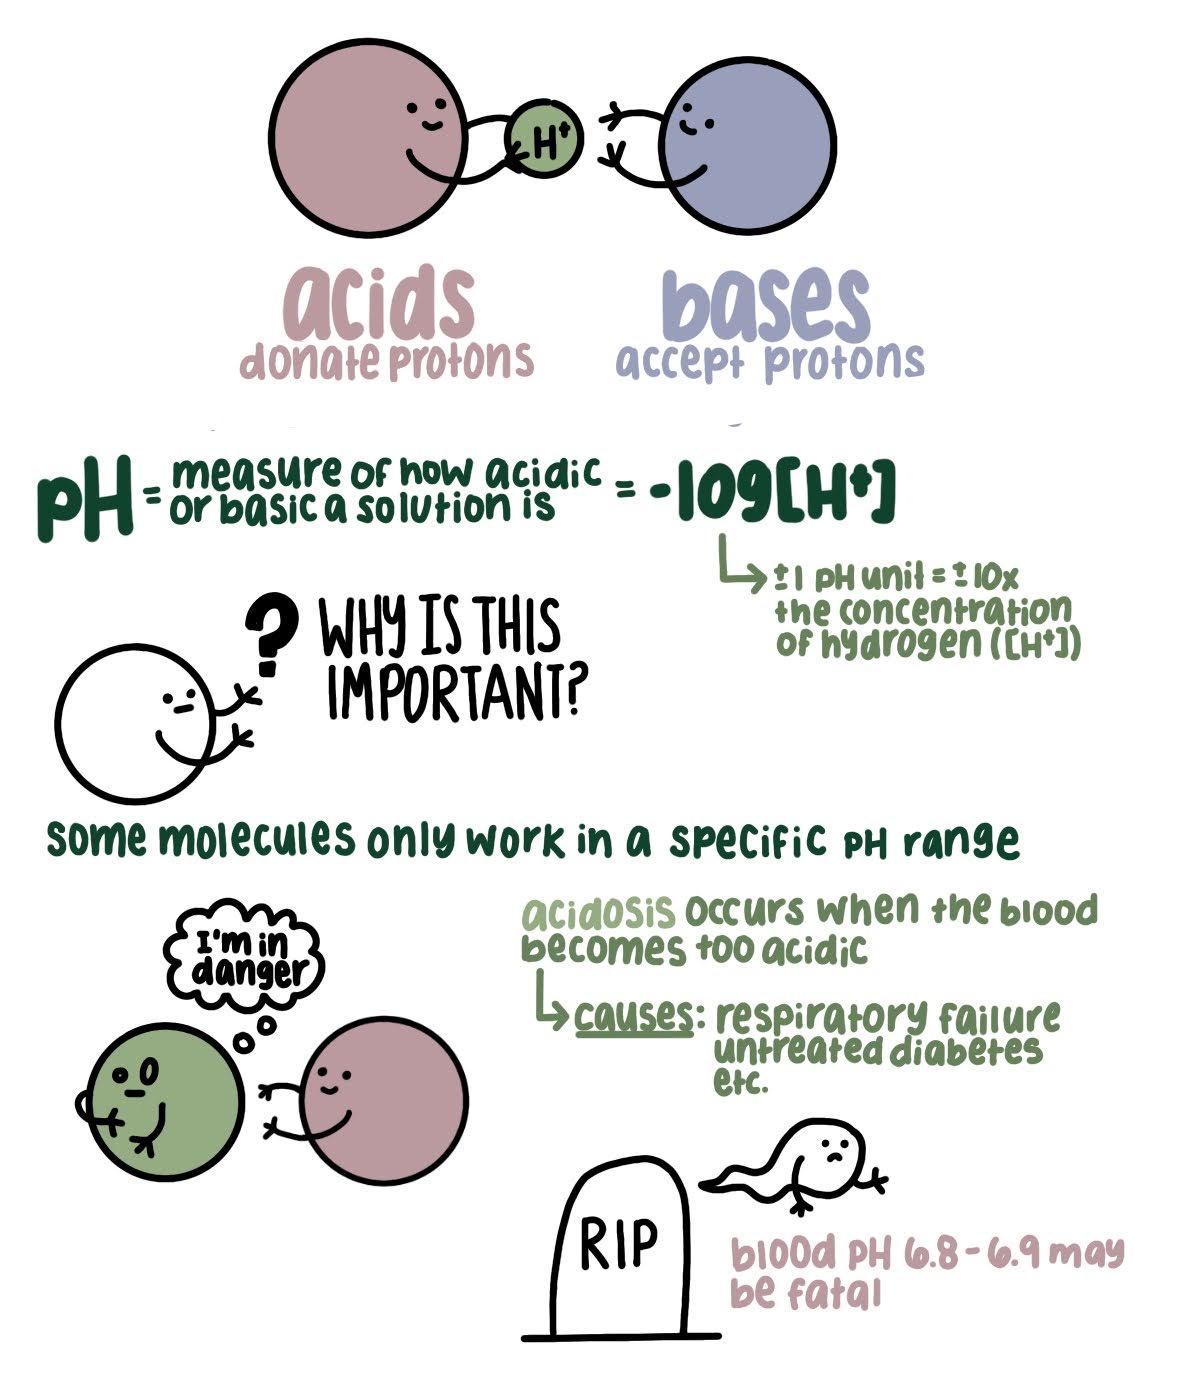 H+
acids
donate protons
bases
accept protons
pH = measure of how acidic or basic a solution is = -log[H+]
±1 pH unit = ±10x
the concentration
of hydrogen ([H+])
? WHY IS THIS
IMPORTANT?
some molecules only work in a specific pH range
I'm in
danger
acidosis occurs when the blood
becomes too acidic
causes: respiratory failure
untreated diabetes
etc.
RIP
blood pH 6.8-6.9 may
be fatal